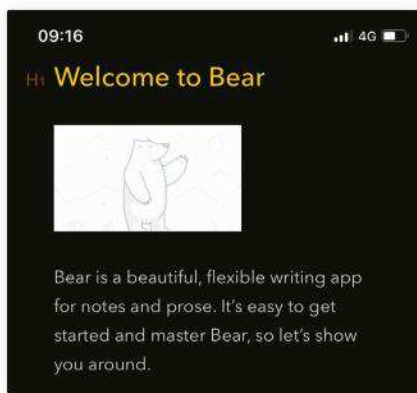 09:16
4G
H1 Welcome to Bear
Bear is a beautiful, flexible writing app
for notes and prose. It’s easy to get
started and master Bear, so let’s show
you around.